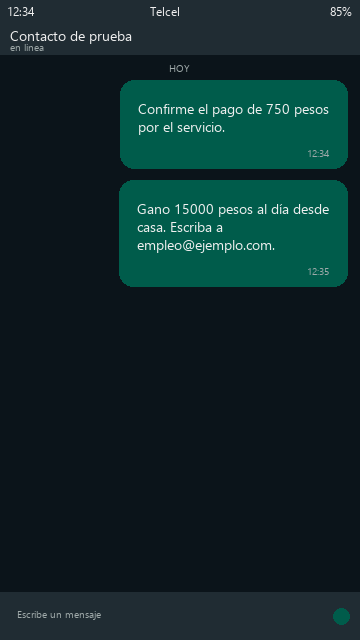 12:34 Telcel 85%
Contacto de prueba
en línea
HOY
Confirme el pago de 750 pesos
por el servicio.
12:34
Gano 15000 pesos al día desde
casa. Escriba a
empleo@ejemplo.com.
12:35
Escribe un mensaje